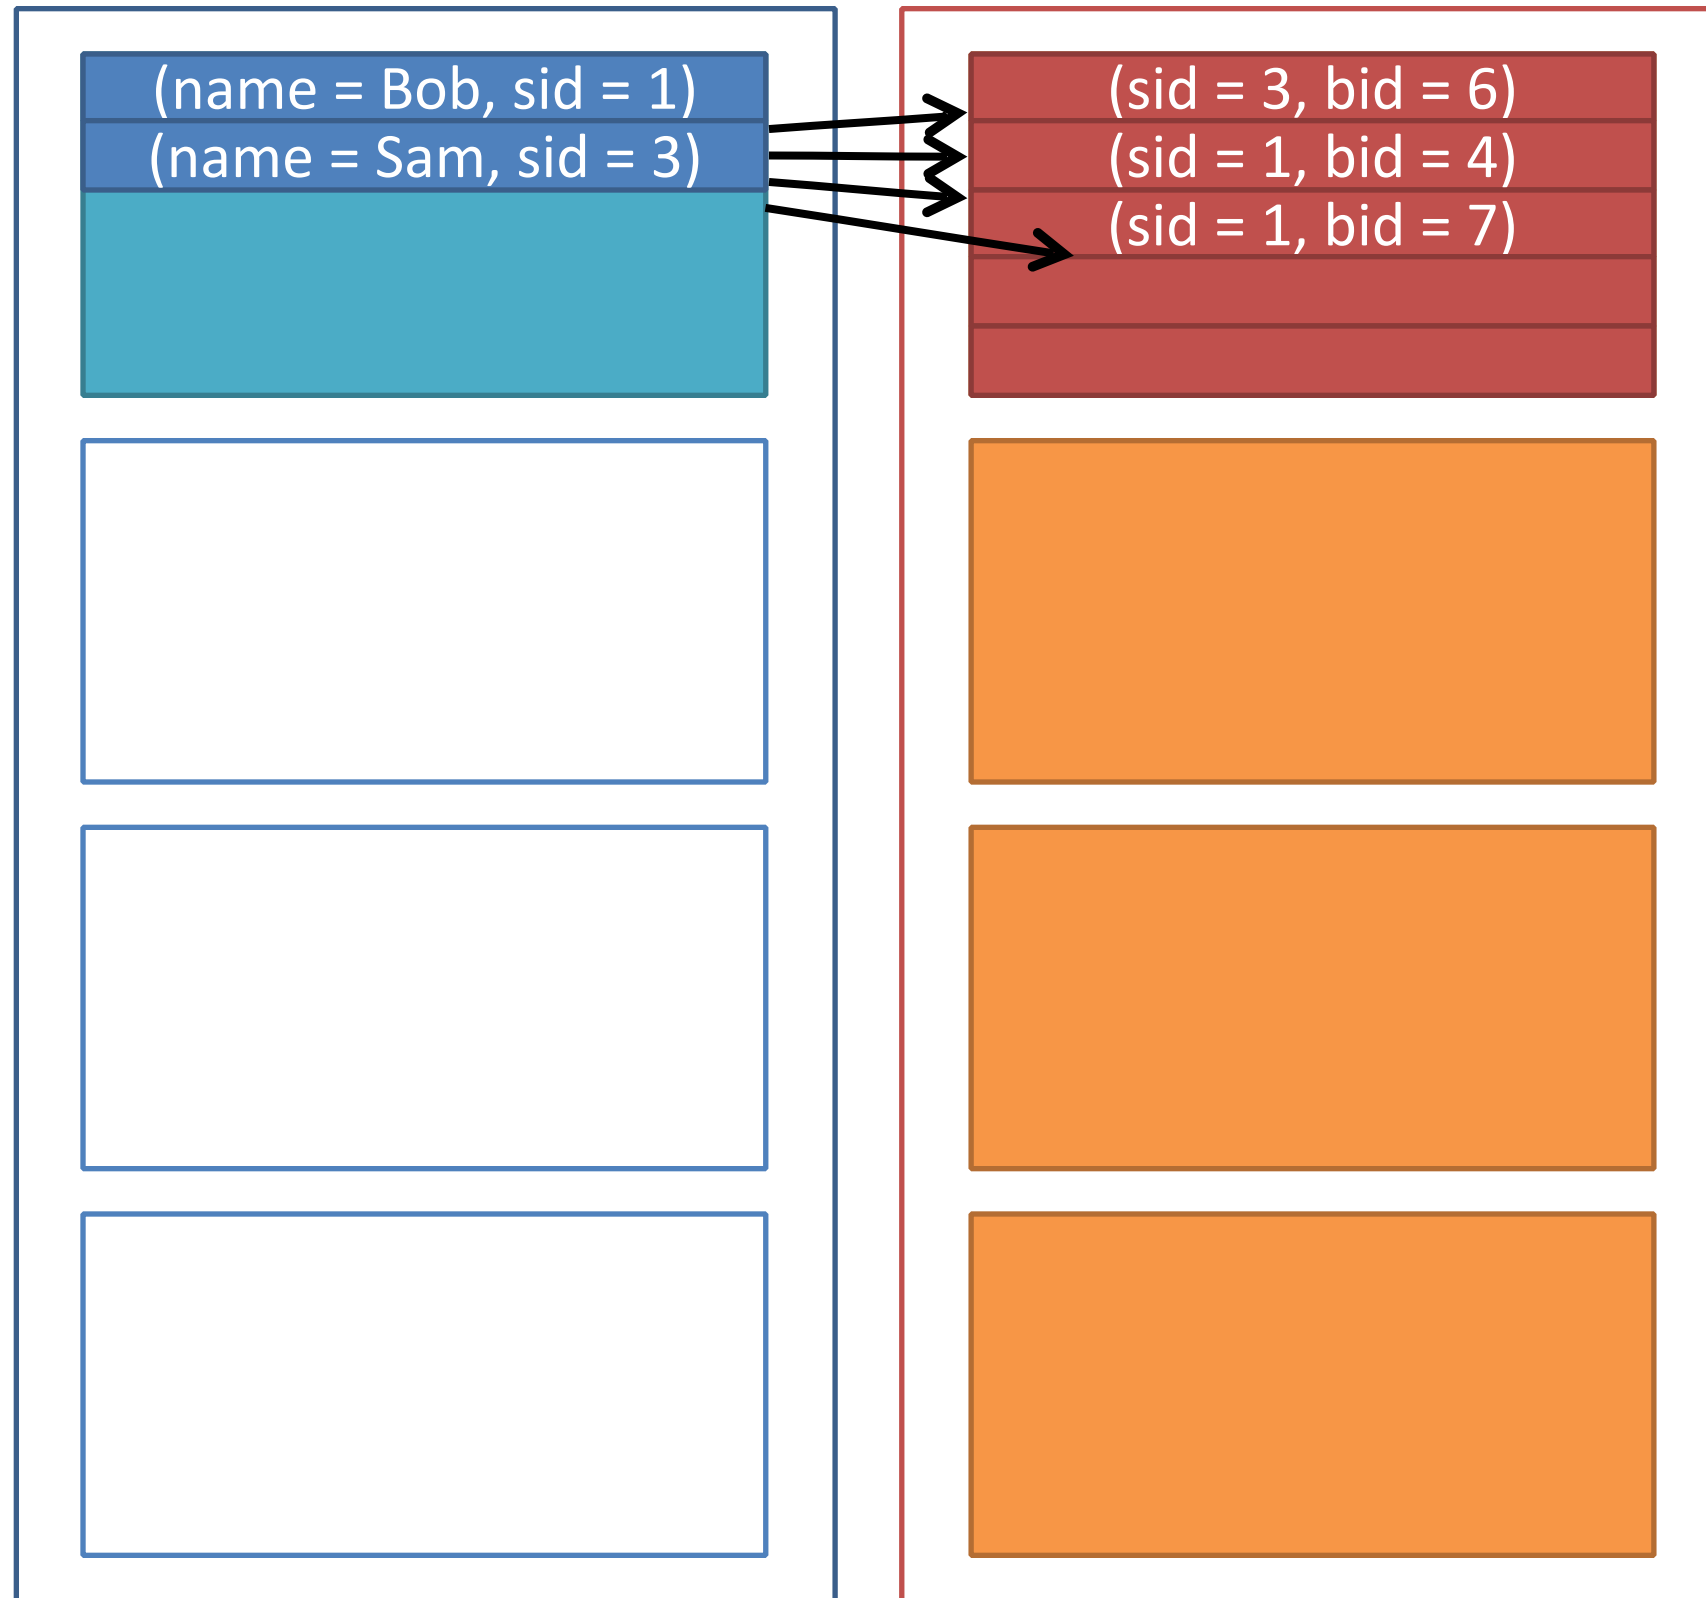 (name = Bob, sid = 1)
(name = Sam, sid = 3)
(sid = 3, bid = 6)
(sid = 1, bid = 4)
(sid = 1, bid = 7)